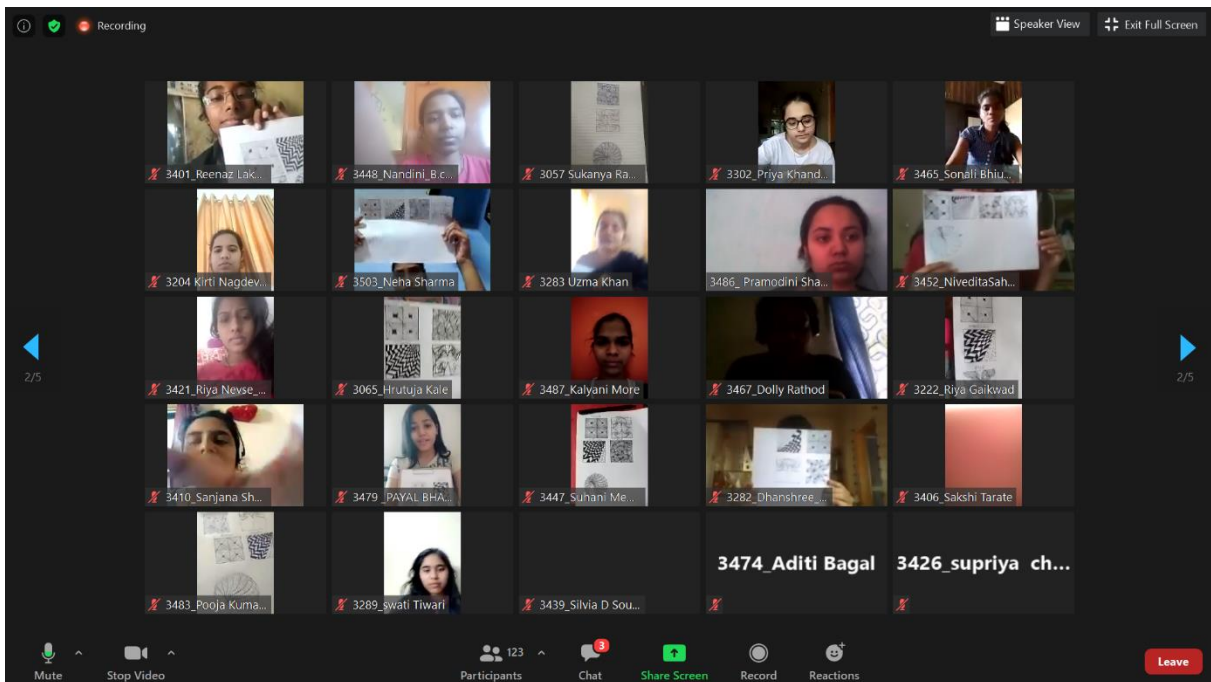 Recording
Speaker View
Exit Full Screen
3401_Reenaz Lak...
3448_Nandini_B.c...
3057 Sukanya Ra...
3302_Priya Khand...
3465_Sonali Bhiu...
3204 Kirti Nagdev...
3503_Neha Sharma
3283 Uzma Khan
3486_ Pramodini Sha...
3452_NiveditaSah...
2/5
3421_Riya Nevse_...
3065_Hrutuja Kale
3487_Kalyani More
3467_Dolly Rathod
3222_Riya Gaikwad
2/5
3410_Sanjana Sh...
3479 _PAYAL BHA...
3447_Suhani Me...
3282_Dhanshree_...
3406_Sakshi Tarate
3483_Pooja Kuma...
3289_swati Tiwari
3439_Silvia D Sou...
3474_Aditi Bagal
3426_supriya ch...
Mute
Stop Video
123
Participants
3
Chat
Share Screen
Record
Reactions
Leave